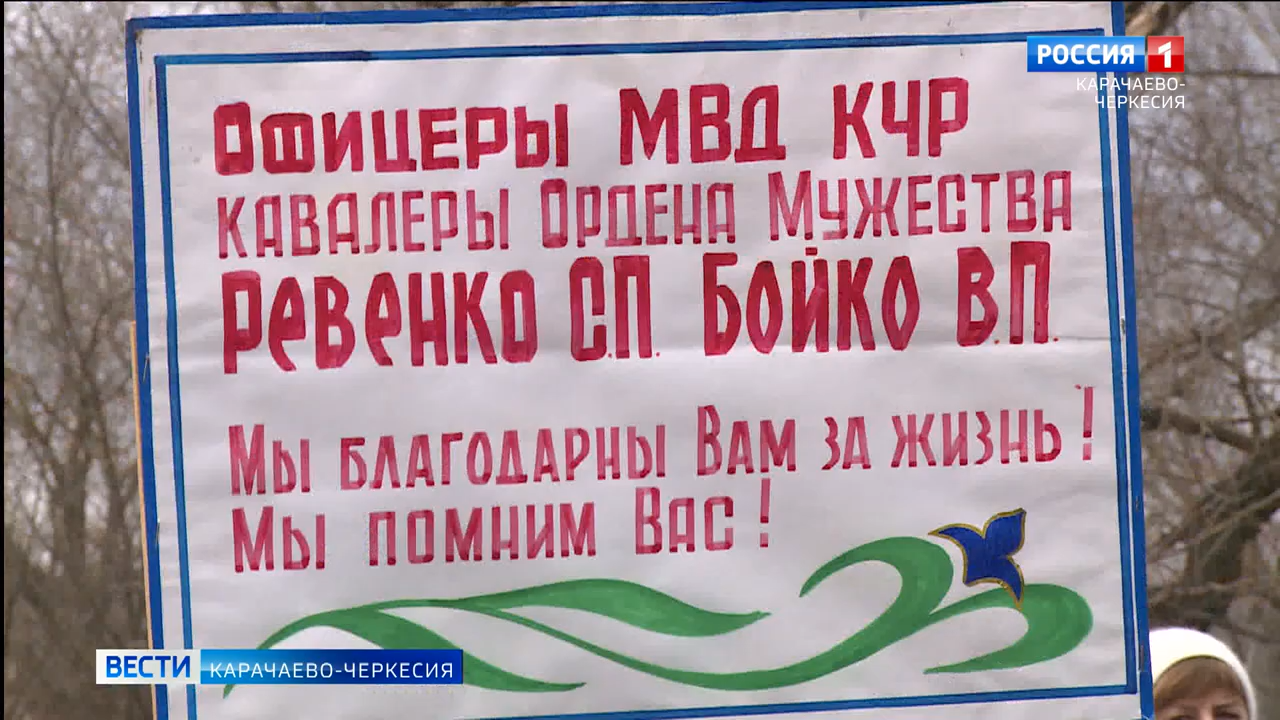 РОССИЯ 1
КАРАЧАЕВО-
ЧЕРКЕСИЯ
Офицеры МВД КЧР
кавалеры Ордена Мужества
Ревенко С.П. Бойко В.П.
Мы благодарны Вам за жизнь!
Мы помним Вас!
ВЕСТИ КАРАЧАЕВО-ЧЕРКЕСИЯ